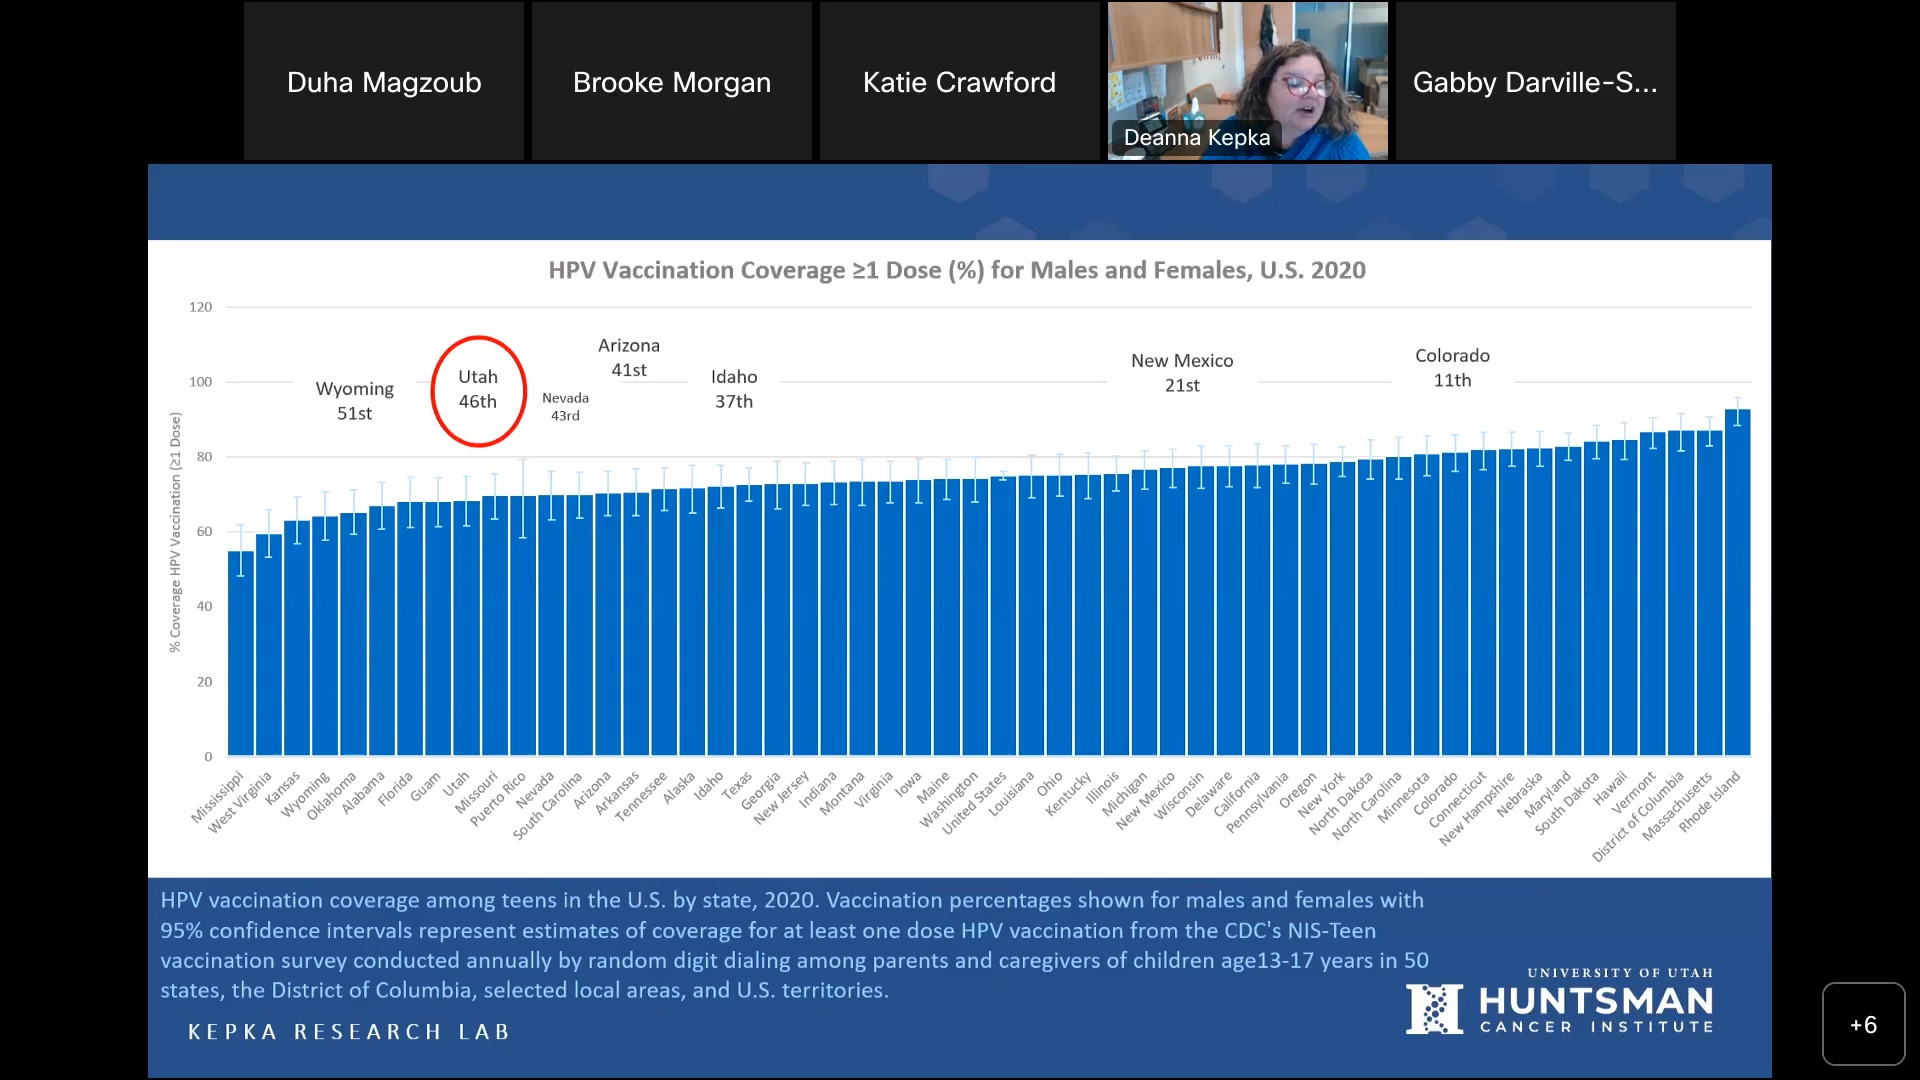 Duha Magzoub
Brooke Morgan
Katie Crawford
Deanna Kepka
Gabby Darville-S...
HPV Vaccination Coverage ≥1 Dose (%) for Males and Females, U.S. 2020
% Coverage HPV Vaccination (≥1 Dose)
120
100
80
60
40
20
0
Wyoming
51st
Utah
46th
Nevada
43rd
Arizona
41st
Idaho
37th
New Mexico
21st
Colorado
11th
Mississippi
West Virginia
Kansas
Wyoming
Oklahoma
Alabama
Florida
Guam
Utah
Missouri
Puerto Rico
Nevada
South Carolina
Arizona
Arkansas
Tennessee
Alaska
Idaho
Texas
Georgia
New Jersey
Indiana
Montana
Virginia
Iowa
Maine
Washington
United States
Louisiana
Ohio
Kentucky
Illinois
Michigan
New Mexico
Wisconsin
Delaware
California
Pennsylvania
Oregon
New York
North Dakota
North Carolina
Minnesota
Colorado
Connecticut
New Hampshire
Nebraska
Maryland
South Dakota
Hawaii
Vermont
District of Columbia
Massachusetts
Rhode Island
HPV vaccination coverage among teens in the U.S. by state, 2020. Vaccination percentages shown for males and females with
95% confidence intervals represent estimates of coverage for at least one dose HPV vaccination from the CDC's NIS-Teen
vaccination survey conducted annually by random digit dialing among parents and caregivers of children age13-17 years in 50
states, the District of Columbia, selected local areas, and U.S. territories.
KEPKA RESEARCH LAB
UNIVERSITY OF UTAH
HUNTSMAN
CANCER INSTITUTE
+6